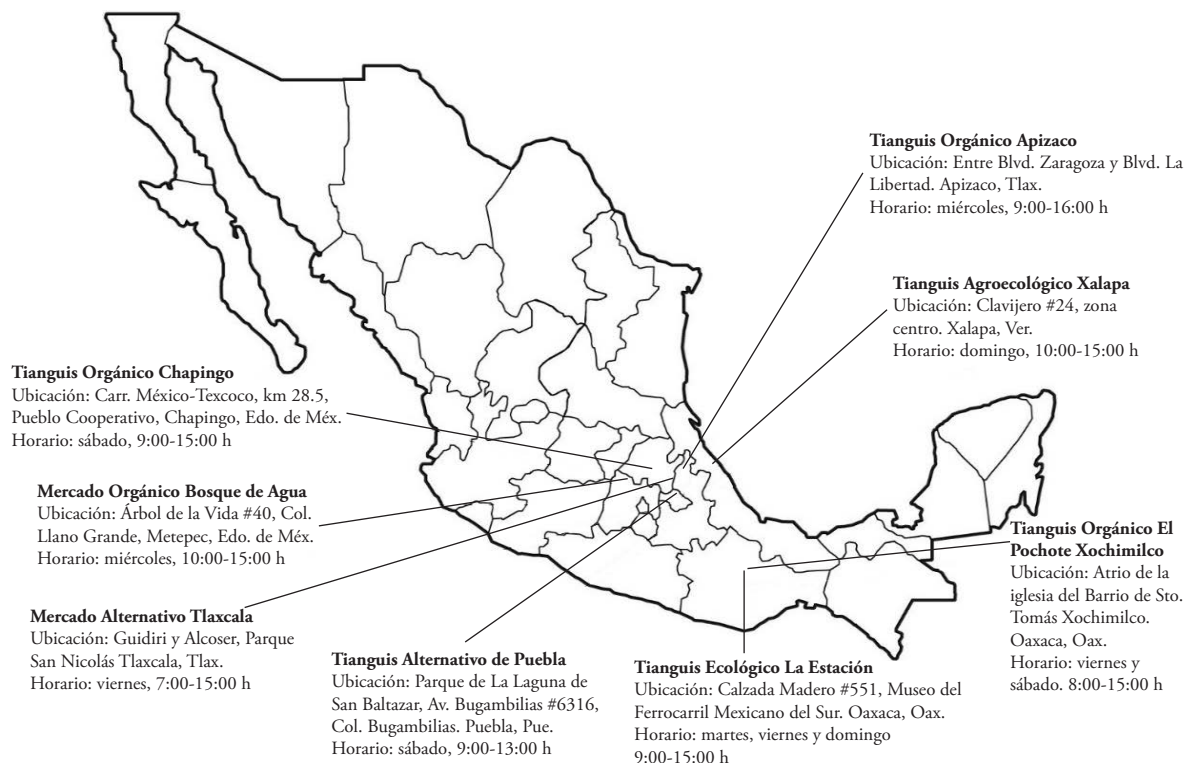 Tianguis Orgánico Apizaco
Ubicación: Entre Blvd. Zaragoza y Blvd. La
Libertad. Apizaco, Tlax.
Horario: miércoles, 9:00-16:00 h
Tianguis Agroecológico Xalapa
Ubicación: Clavijero #24, zona
centro. Xalapa, Ver.
Horario: domingo, 10:00-15:00 h
Tianguis Orgánico Chapingo
Ubicación: Carr. México-Texcoco, km 28.5,
Pueblo Cooperativo, Chapingo, Edo. de Méx.
Horario: sábado, 9:00-15:00 h
Mercado Orgánico Bosque de Agua
Ubicación: Árbol de la Vida #40, Col.
Llano Grande, Metepec, Edo. de Méx.
Horario: miércoles, 10:00-15:00 h
Mercado Alternativo Tlaxcala
Ubicación: Guidiri y Alcoser, Parque
San Nicolás Tlaxcala, Tlax.
Horario: viernes, 7:00-15:00 h
Tianguis Alternativo de Puebla
Ubicación: Parque de La Laguna de
San Baltazar, Av. Bugambilias #6316,
Col. Bugambilias. Puebla, Pue.
Horario: sábado, 9:00-13:00 h
Tianguis Ecológico La Estación
Ubicación: Calzada Madero #551, Museo del
Ferrocarril Mexicano del Sur. Oaxaca, Oax.
Horario: martes, viernes y domingo
9:00-15:00 h
Tianguis Orgánico El
Pochote Xochimilco
Ubicación: Atrio de la
iglesia del Barrio de Sto.
Tomás Xochimilco.
Oaxaca, Oax.
Horario: viernes y
sábado. 8:00-15:00 h